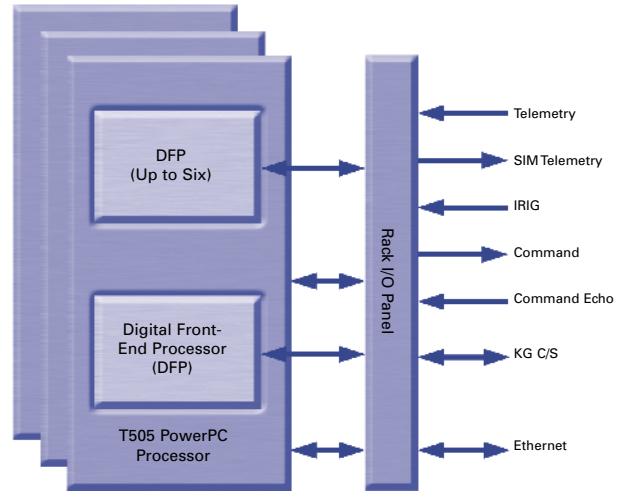 DFP
(Up to Six)
Digital Front-
End Processor
(DFP)
T505 PowerPC
Processor
Rack I/O Panel
Telemetry
SIM Telemetry
IRIG
Command
Command Echo
KG C/S
Ethernet